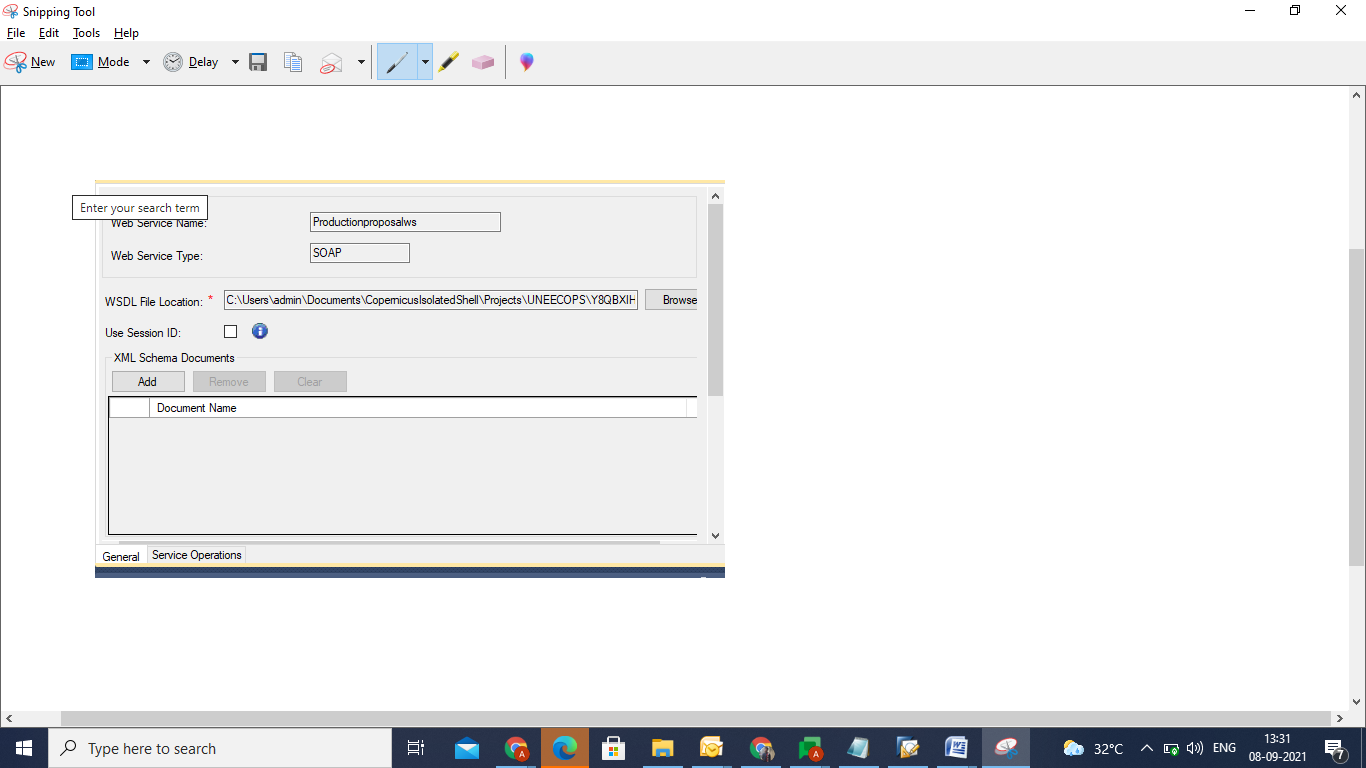 Snipping Tool
File Edit Tools Help
New Mode Delay
Enter your search term
Web Service Name: Productionproposalws
Web Service Type: SOAP
WSDL File Location: * C:\Users\admin\Documents\CopernicusIsolatedShell\Projects\UNEECOPS\Y8QBXIH Browse
Use Session ID:
XML Schema Documents
Add Remove Clear
Document Name
General Service Operations
Type here to search
32°C ENG 13:31
08-09-2021
7